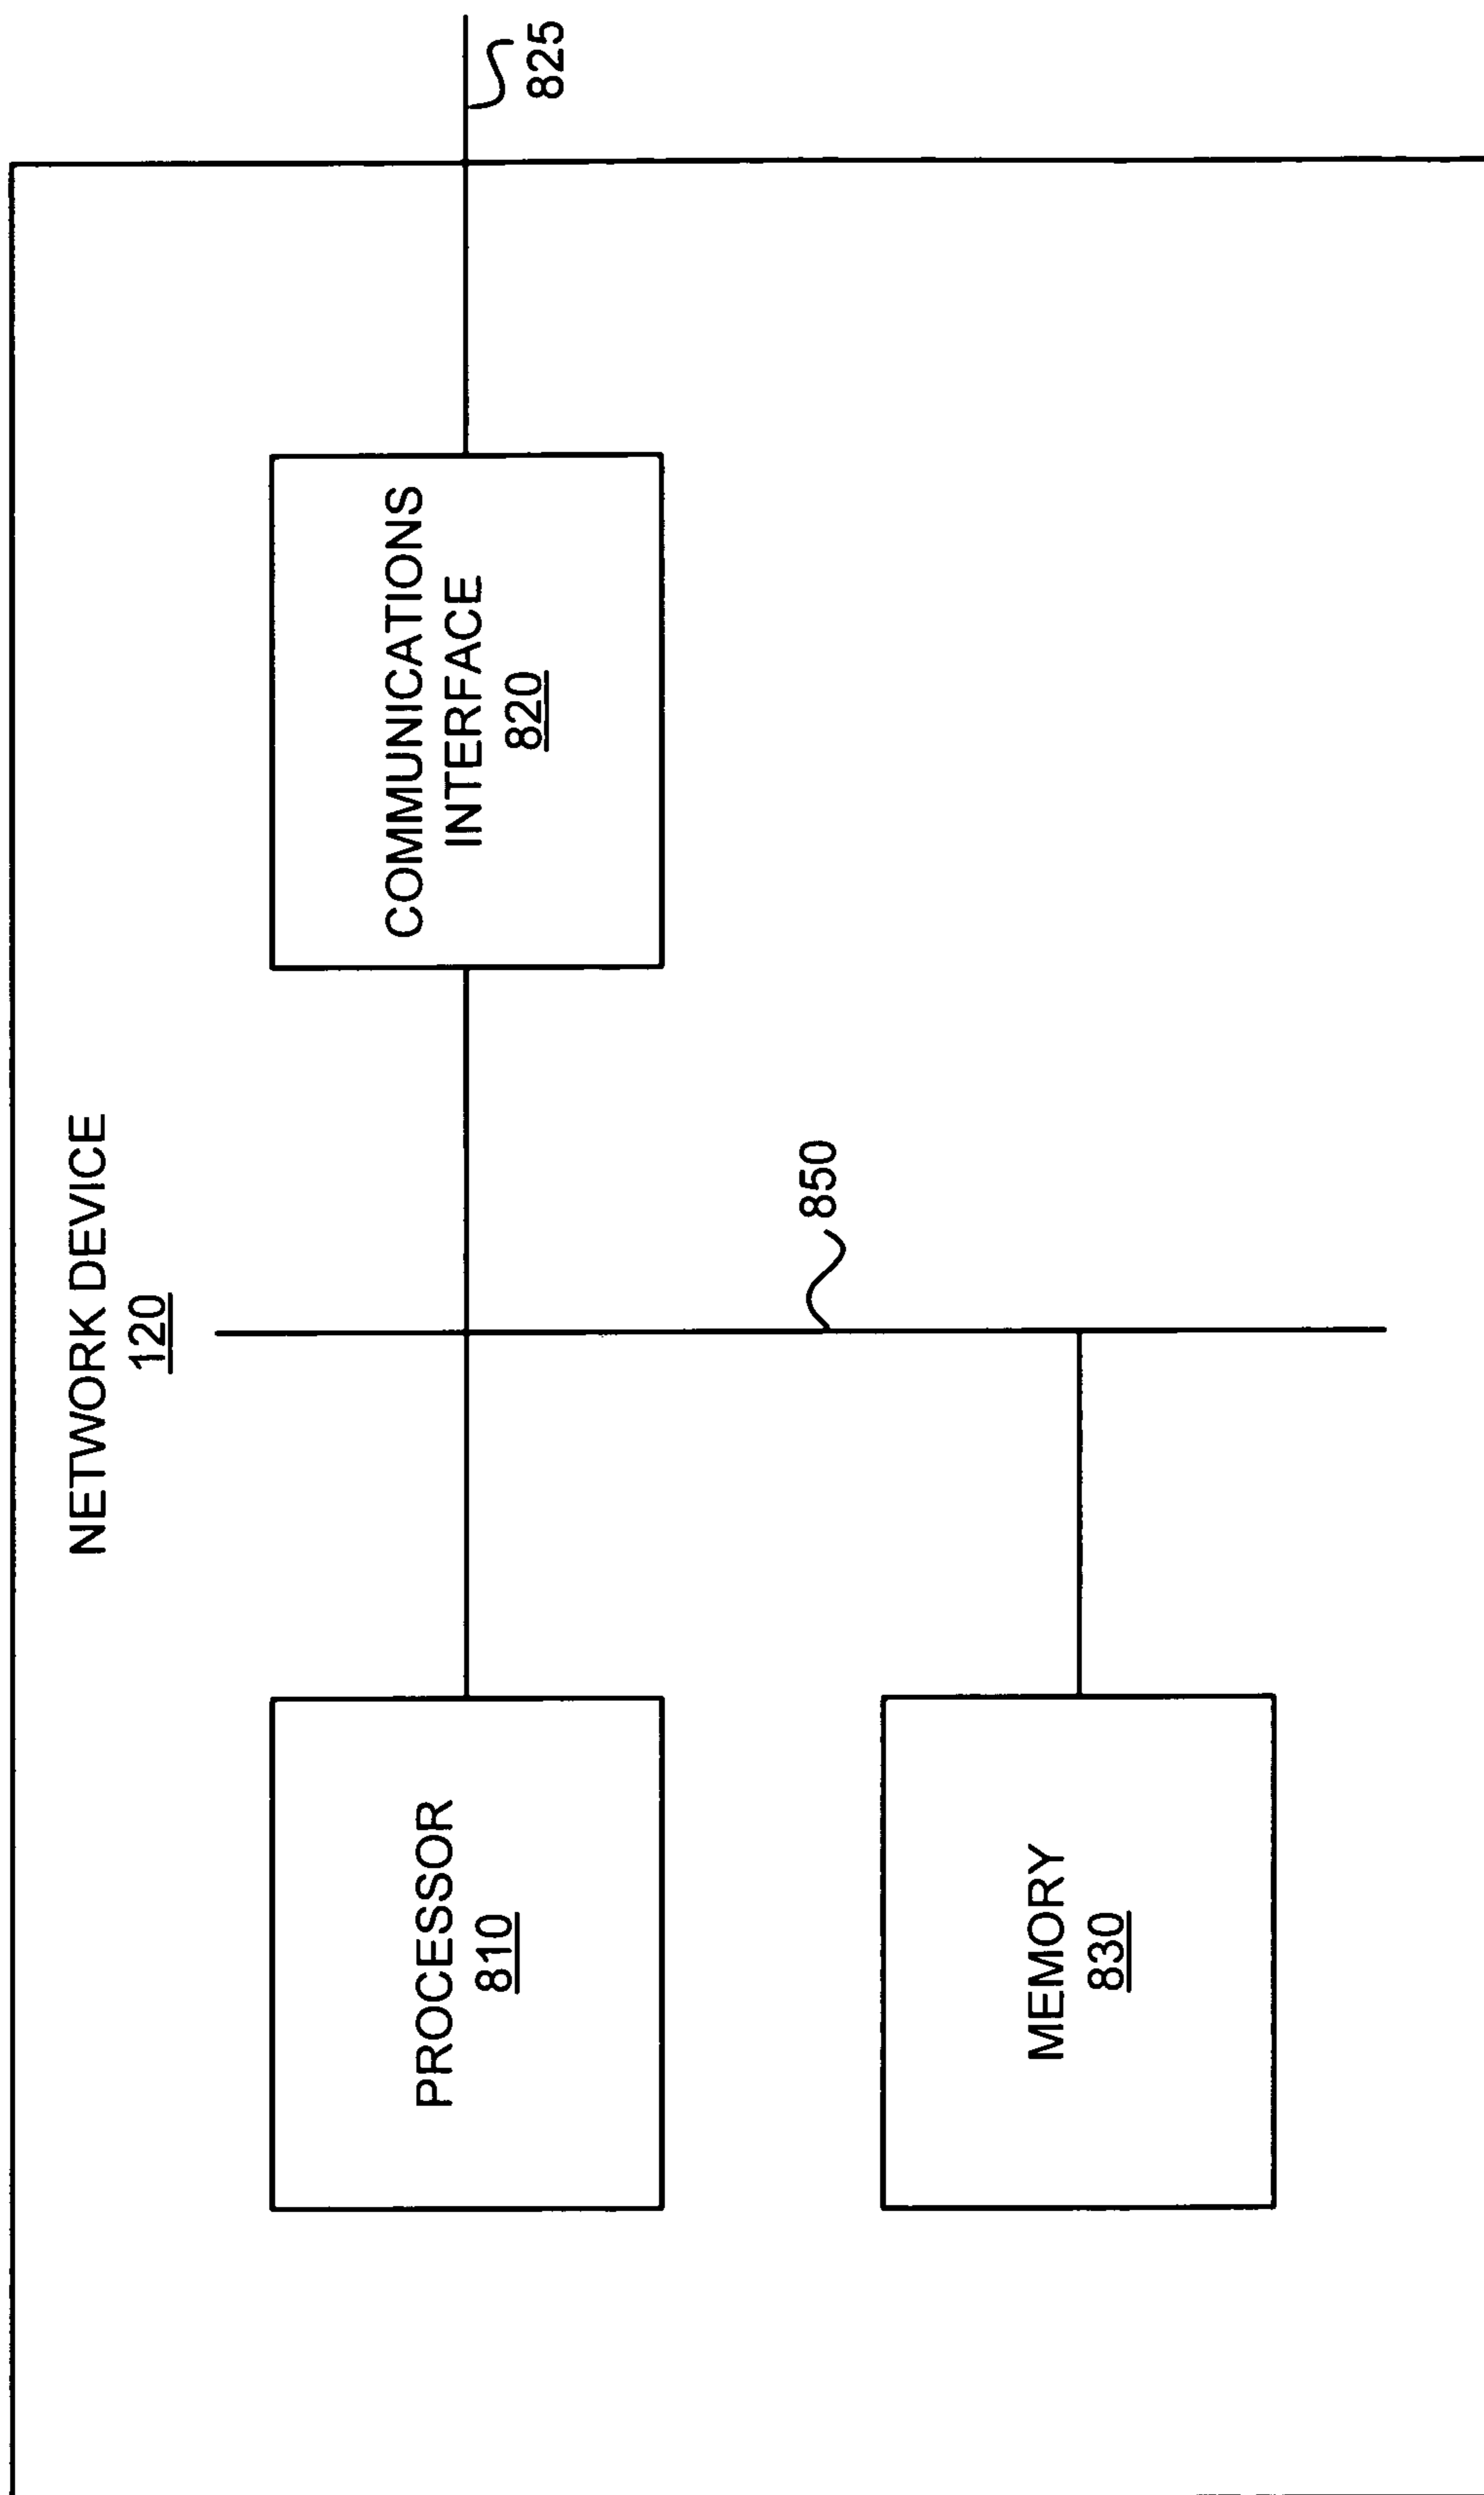 NETWORK DEVICE
120
PROCESSOR
810
COMMUNICATIONS
INTERFACE
820
825
850
MEMORY
830